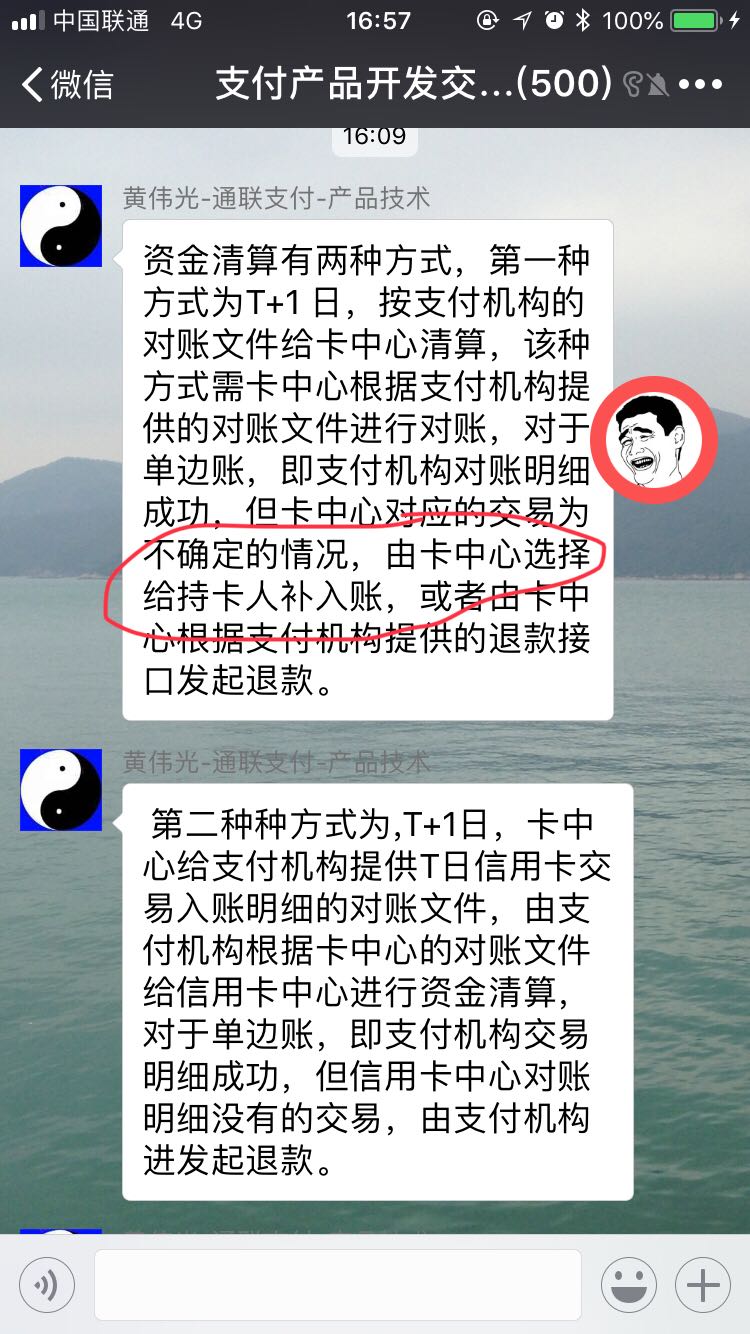 中国联通 4G 16:57 100%
微信 支付产品开发交...(500)
16:09
黄伟光-通联支付-产品技术
资金清算有两种方式，第一种
方式为T+1 日，按支付机构的
对账文件给卡中心清算，该种
方式需卡中心根据支付机构提
供的对账文件进行对账，对于
单边账，即支付机构对账明细
成功，但卡中心对应的交易为
不确定的情况，由卡中心选择
给持卡人补入账，或者由卡中
心根据支付机构提供的退款接
口发起退款。
黄伟光-通联支付-产品技术
第二种种方式为,T+1日，卡中
心给支付机构提供T日信用卡交
易入账明细的对账文件，由支
付机构根据卡中心的对账文件
给信用卡中心进行资金清算，
对于单边账，即支付机构交易
明细成功，但信用卡中心对账
明细没有的交易，由支付机构
进发起退款。